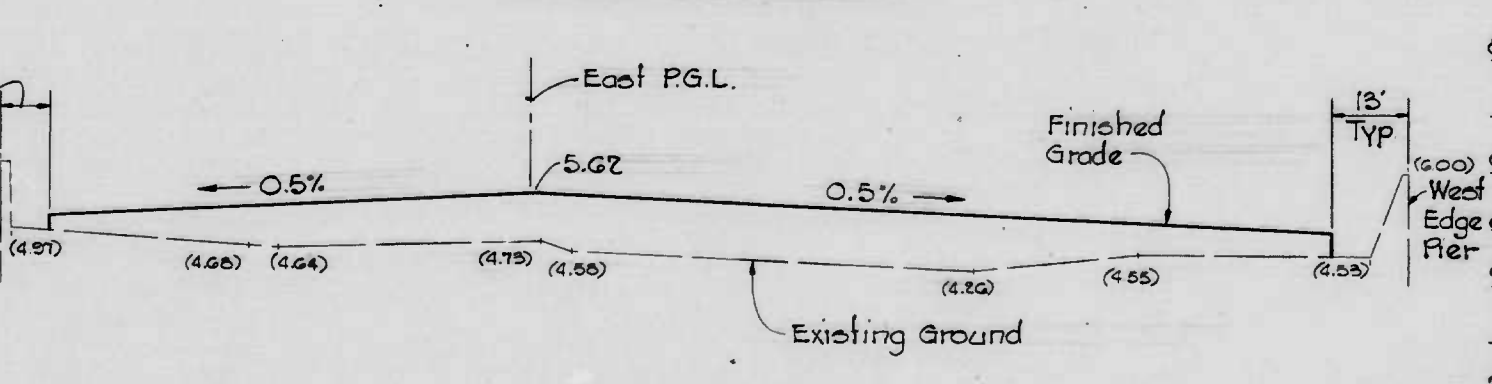 East P.G.L.
13'
TYP.
Finished
Grade
5.62
(6.00)
0.5%
0.5%
West
Edge
Pier
(4.97)
(4.68)
(4.64)
(4.73)
(4.58)
(4.26)
(4.55)
(4.53)
Existing Ground